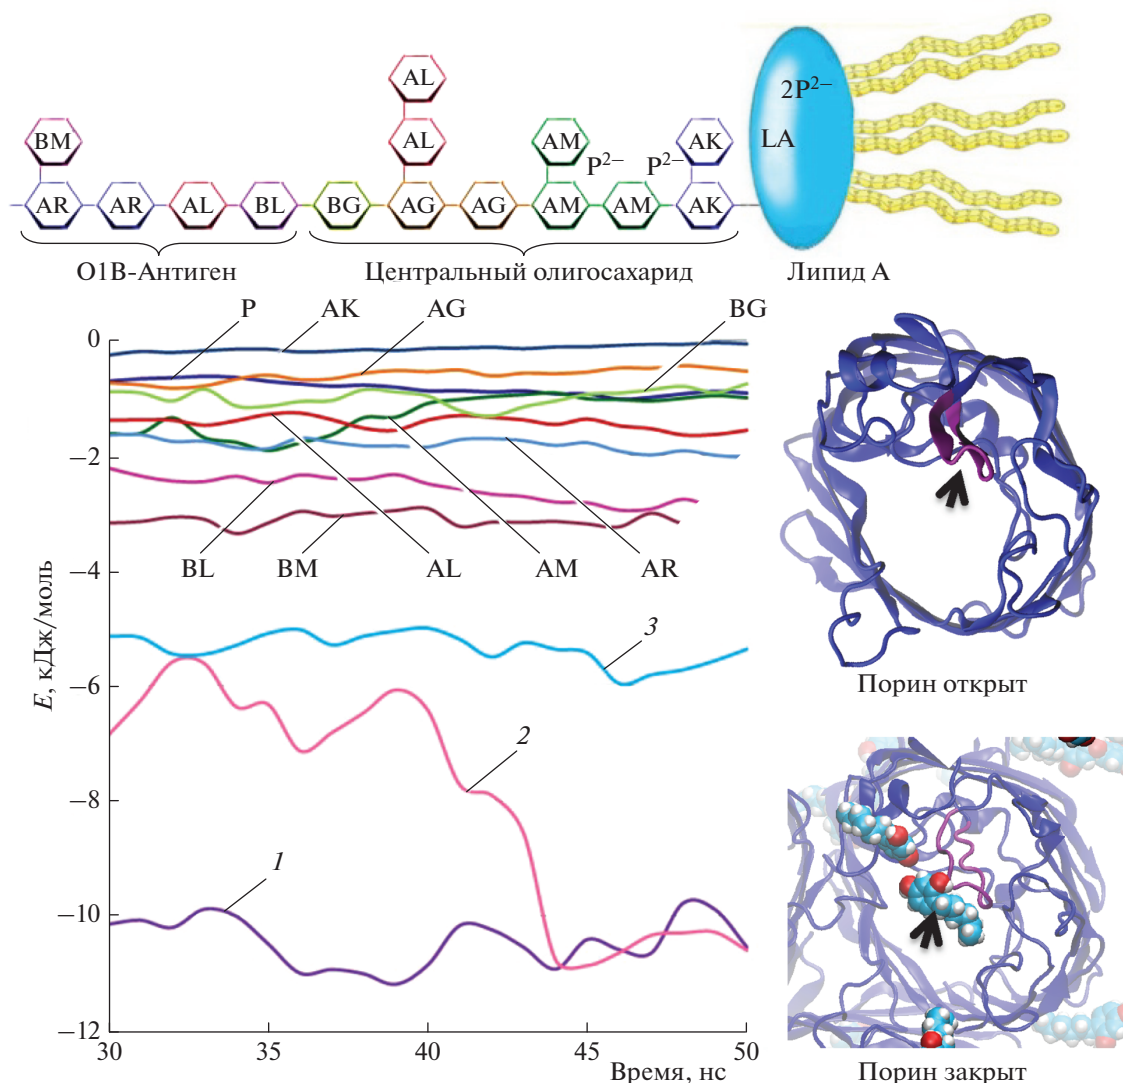 AL
2P²⁻
BM AL AM P²⁻ P²⁻ AK LA
AR AR AL BL BG AG AG AM AM AK
О1В-Антиген Центральный олигосахарид Липид А
P AK AG BG
0
−2
BL BM AL AM AR
−4
3
Порин открыт
−6
E, кДж/моль
2
−8
1
−10
−12
30 35 40 45 50
Время, нс
Порин закрыт